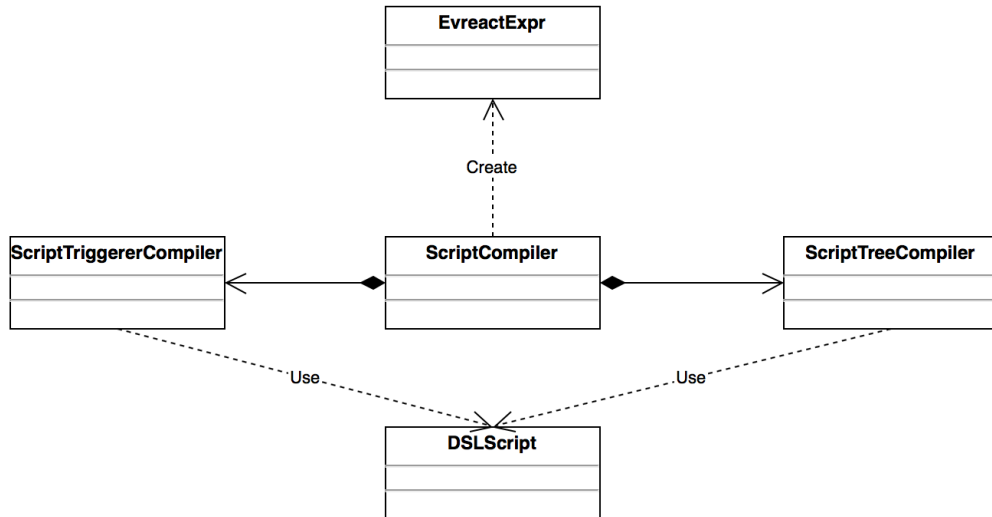 EvreactExpr
Create
ScriptTriggererCompiler
ScriptCompiler
ScriptTreeCompiler
Use
Use
DSLScript